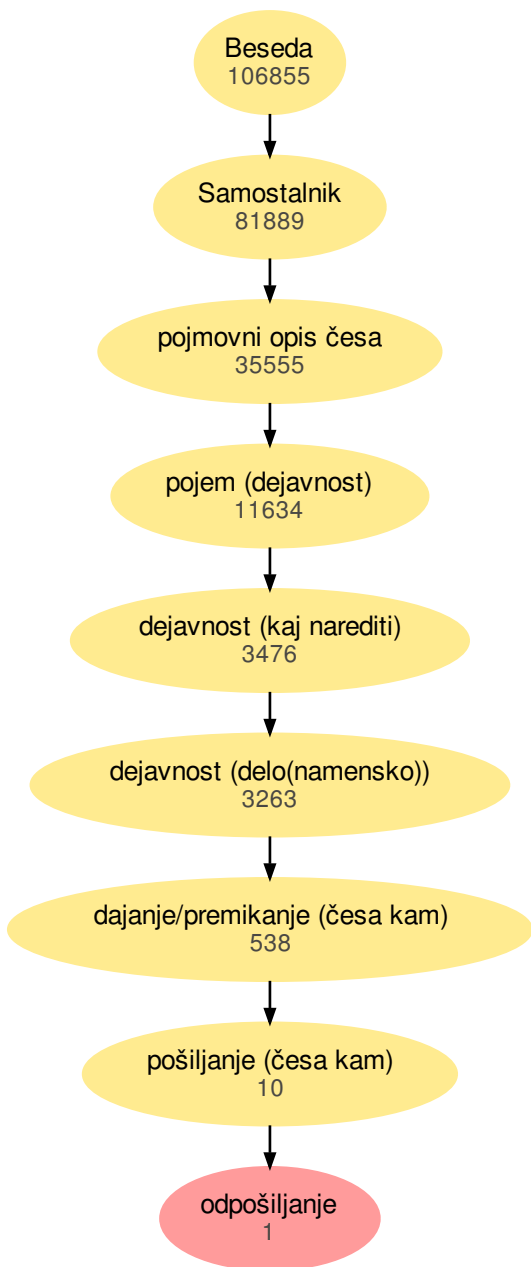 Beseda
106855
Samostalnik
81889
pojmovni opis česa
35555
pojem (dejavnost)
11634
dejavnost (kaj narediti)
3476
dejavnost (delo(namensko))
3263
dajanje/premikanje (česa kam)
538
pošiljanje (česa kam)
10
odpošiljanje
1